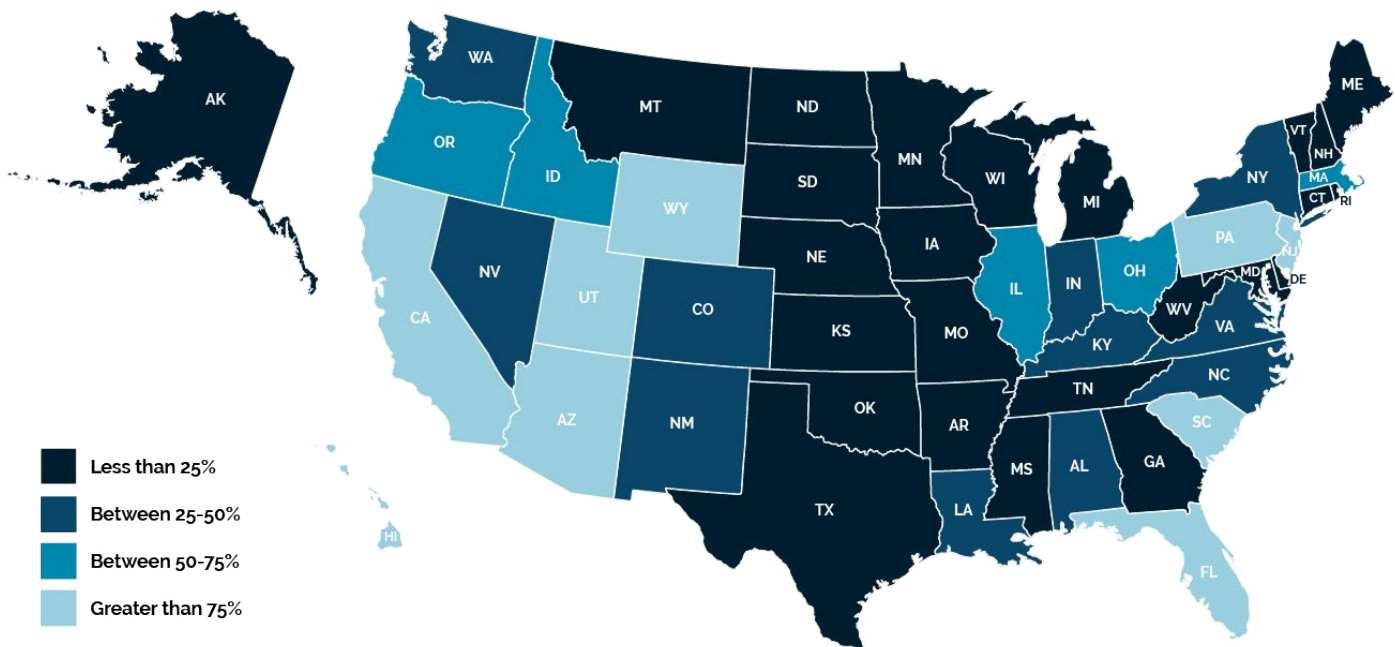 AK
WA
MT
ND
MN
ME
VT
NH
OR
ID
WY
SD
WI
MI
NY
MA
CT
RI
NV
UT
CO
NE
IA
IL
IN
OH
PA
NJ
CA
KS
MO
KY
WV
MD
DE
VA
AZ
NM
OK
AR
TN
NC
SC
HI
TX
LA
MS
AL
GA
FL
Less than 25%
Between 25-50%
Between 50-75%
Greater than 75%